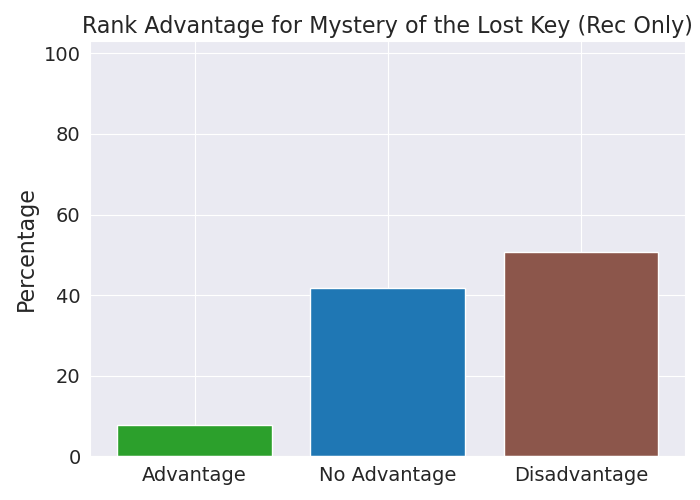 Rank Advantage for Mystery of the Lost Key (Rec Only)
100
80
60
40
20
0
Percentage
Advantage
No Advantage
Disadvantage